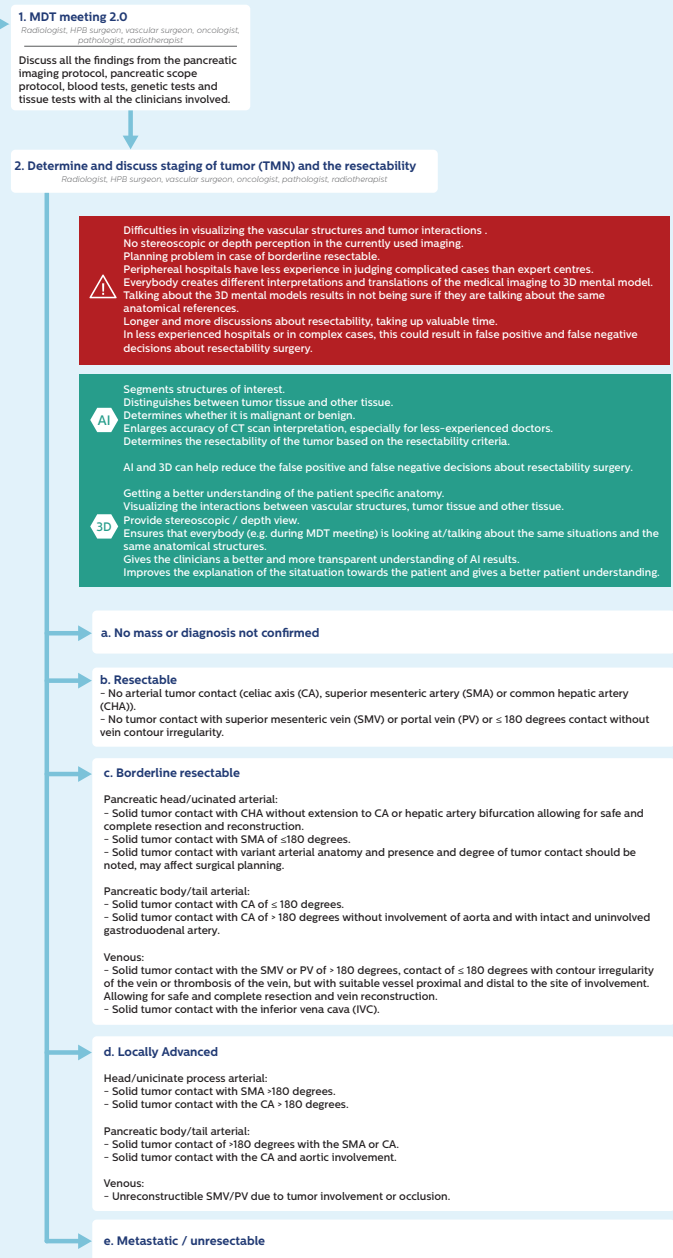 1. MDT meeting 2.0
Radiologist, HPB surgeon, vascular surgeon, oncologist,
pathologist, radiotherapist
Discuss all the findings from the pancreatic
imaging protocol, pancreatic scope
protocol, blood tests, genetic tests and
tissue tests with al the clinicians involved.
2. Determine and discuss staging of tumor (TMN) and the resectability
Radiologist, HPB surgeon, vascular surgeon, oncologist, pathologist, radiotherapist
Difficulties in visualizing the vascular structures and tumor interactions .
No stereoscopic or depth perception in the currently used imaging.
Planning problem in case of borderline resectable.
Periphereal hospitals have less experience in judging complicated cases than expert centres.
Everybody creates different interpretations and translations of the medical imaging to 3D mental model.
Talking about the 3D mental models results in not being sure if they are talking about the same
anatomical references.
Longer and more discussions about resectability, taking up valuable time.
In less experienced hospitals or in complex cases, this could result in false positive and false negative
decisions about resectability surgery.
AI
Segments structures of interest.
Distinguishes between tumor tissue and other tissue.
Determines whether it is malignant or benign.
Enlarges accuracy of CT scan interpretation, especially for less-experienced doctors.
Determines the resectability of the tumor based on the resectability criteria.
AI and 3D can help reduce the false positive and false negative decisions about resectability surgery.
3D
Getting a better understanding of the patient specific anatomy.
Visualizing the interactions between vascular structures, tumor tissue and other tissue.
Provide stereoscopic / depth view.
Ensures that everybody (e.g. during MDT meeting) is looking at/talking about the same situations and the
same anatomical structures.
Gives the clinicians a better and more transparent understanding of AI results.
Improves the explanation of the sitatuation towards the patient and gives a better patient understanding.
a. No mass or diagnosis not confirmed
b. Resectable
- No arterial tumor contact (celiac axis (CA), superior mesenteric artery (SMA) or common hepatic artery
(CHA)).
- No tumor contact with superior mesenteric vein (SMV) or portal vein (PV) or ≤ 180 degrees contact without
vein contour irregularity.
c. Borderline resectable
Pancreatic head/ucinated arterial:
- Solid tumor contact with CHA without extension to CA or hepatic artery bifurcation allowing for safe and
complete resection and reconstruction.
- Solid tumor contact with SMA of ≤180 degrees.
- Solid tumor contact with variant arterial anatomy and presence and degree of tumor contact should be
noted, may affect surgical planning.
Pancreatic body/tail arterial:
- Solid tumor contact with CA of ≤ 180 degrees.
- Solid tumor contact with CA of > 180 degrees without involvement of aorta and with intact and uninvolved
gastroduodenal artery.
Venous:
- Solid tumor contact with the SMV or PV of > 180 degrees, contact of ≤ 180 degrees with contour irregularity
of the vein or thrombosis of the vein, but with suitable vessel proximal and distal to the site of involvement.
Allowing for safe and complete resection and vein reconstruction.
- Solid tumor contact with the inferior vena cava (IVC).
d. Locally Advanced
Head/unicinate process arterial:
- Solid tumor contact with SMA >180 degrees.
- Solid tumor contact with the CA > 180 degrees.
Pancreatic body/tail arterial:
- Solid tumor contact of >180 degrees with the SMA or CA.
- Solid tumor contact with the CA and aortic involvement.
Venous:
- Unreconstructible SMV/PV due to tumor involvement or occlusion.
e. Metastatic / unresectable